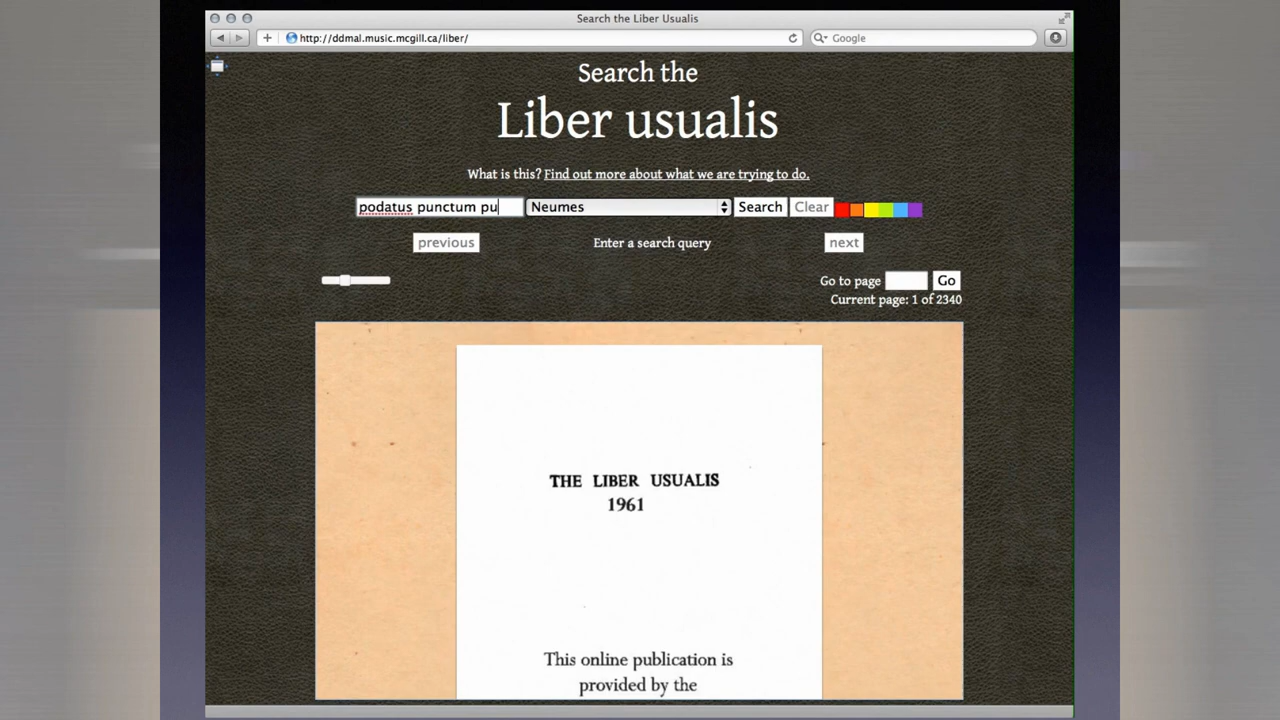 Search the Liber Usualis
http://ddmal.music.mcgill.ca/liber/
Google
Search the
Liber usualis
What is this? Find out more about what we are trying to do.
podatus punctum pu Neumes Search Clear
previous Enter a search query next
Go to page Go
Current page: 1 of 2340
THE LIBER USUALIS
1961
This online publication is
provided by the